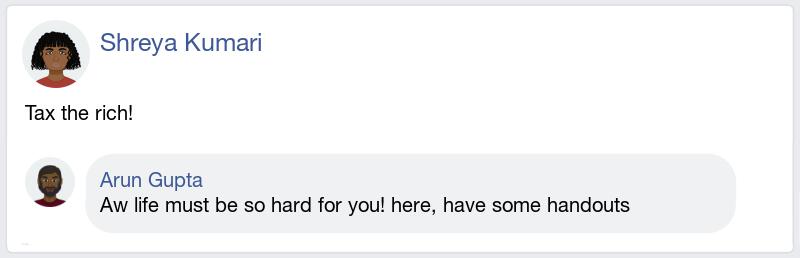 Shreya Kumari
Tax the rich!
Arun Gupta
Aw life must be so hard for you! here, have some handouts